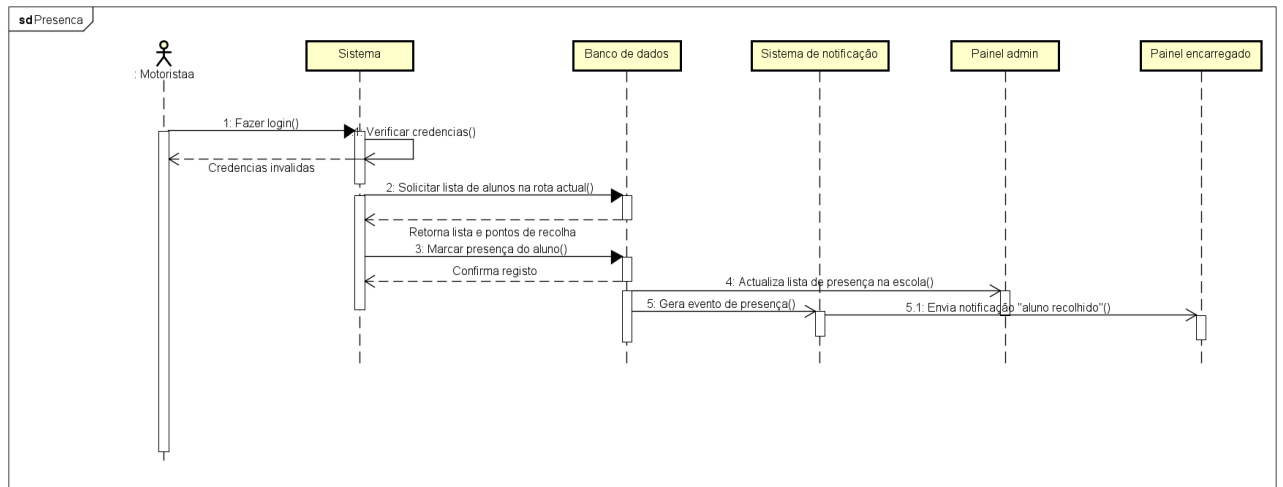 sd Presenca
: Motoristaa
Sistema
Banco de dados
Sistema de notificação
Painel admin
Painel encarregado
1: Fazer login()
1: Verificar credencias()
Credencias invalidas
2: Solicitar lista de alunos na rota actual()
Retorna lista e pontos de recolha
3: Marcar presença do aluno()
Confirma registo
4: Actualiza lista de presença na escola()
5: Gera evento de presença()
5.1: Envia notificação "aluno recolhido"()